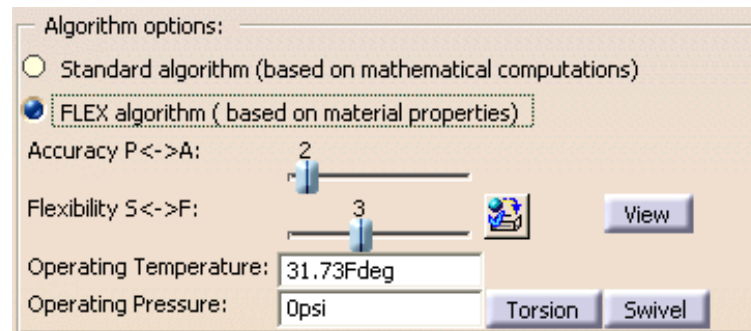 Algorithm options:
Standard algorithm (based on mathematical computations)
FLEX algorithm ( based on material properties)
Accuracy P<->A:
2
Flexibility S<->F:
3
View
Operating Temperature: 31.73Fdeg
Operating Pressure: 0psi Torsion Swivel